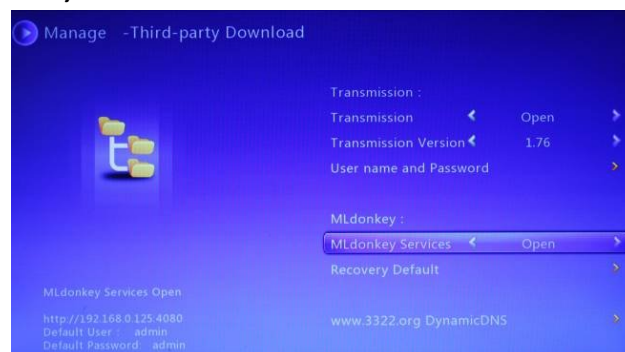 Manage -Third-party Download
Transmission :
Transmission Open
Transmission Version 1.76
User name and Password
MLdonkey :
MLdonkey Services Open
Recovery Default
www.3322.org DynamicDNS
MLdonkey Services Open
http://192.168.0.125:4080
Default User : admin
Default Password: admin